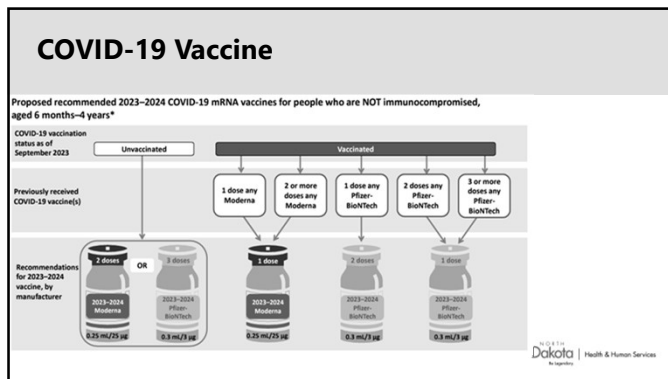 COVID-19 Vaccine
Proposed recommended 2023–2024 COVID-19 mRNA vaccines for people who are NOT immunocompromised,
aged 6 months–4 years*
COVID-19 vaccination
status as of
September 2023
Unvaccinated
Vaccinated
Previously received
COVID-19 vaccine(s)
1 dose any
Moderna
2 or more
doses any
Moderna
1 dose any
Pfizer-
BioNTech
2 doses any
Pfizer-
BioNTech
3 or more
doses any
Pfizer-
BioNTech
Recommendations
for 2023–2024
vaccine, by
manufacturer
2 doses
2023–2024
Moderna
0.25 mL/25 µg
OR
3 doses
2023–2024
Pfizer-
BioNTech
0.3 mL/3 µg
1 dose
2023–2024
Moderna
0.25 mL/25 µg
2 doses
2023–2024
Pfizer-
BioNTech
0.3 mL/3 µg
1 dose
2023–2024
Pfizer-
BioNTech
0.3 mL/3 µg
NORTH
Dakota | Health & Human Services
Be Legendary.